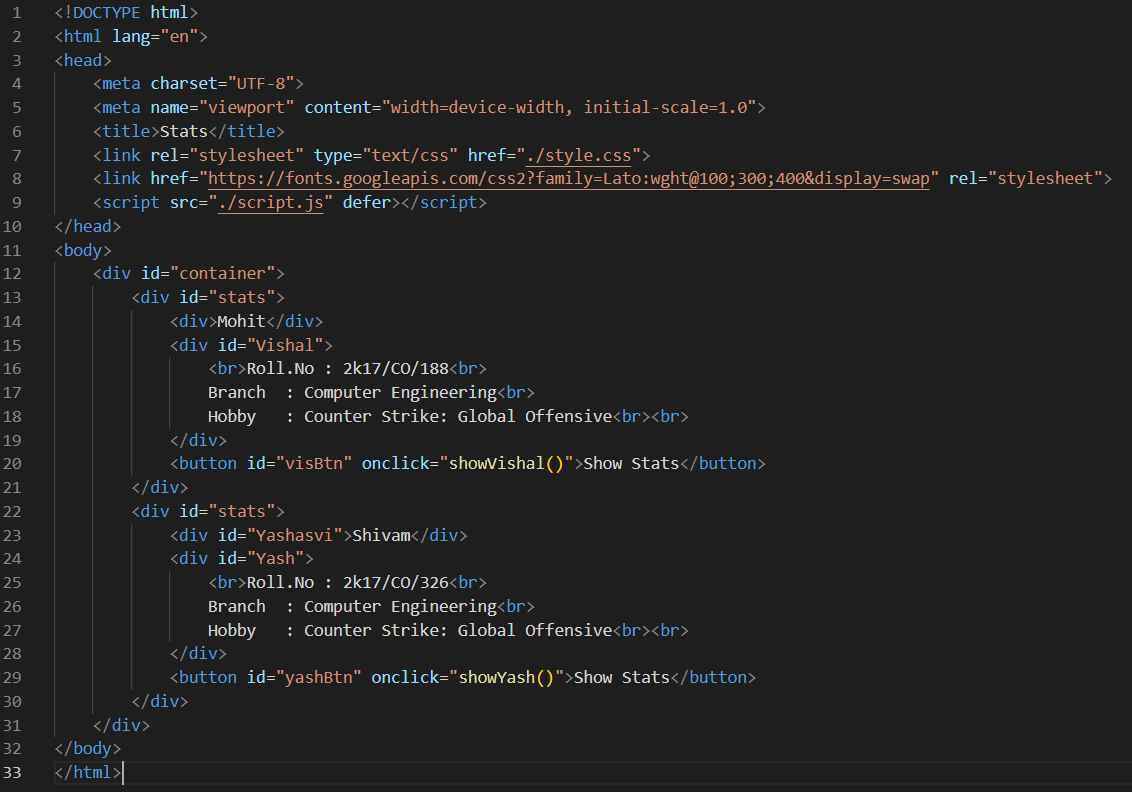 1 <!DOCTYPE html>
2 <html lang="en">
3 <head>
4     <meta charset="UTF-8">
5     <meta name="viewport" content="width=device-width, initial-scale=1.0">
6     <title>Stats</title>
7     <link rel="stylesheet" type="text/css" href="./style.css">
8     <link href="https://fonts.googleapis.com/css2?family=Lato:wght@100;300;400&display=swap" rel="stylesheet">
9     <script src="./script.js" defer></script>
10 </head>
11 <body>
12     <div id="container">
13         <div id="stats">
14             <div>Mohit</div>
15             <div id="Vishal">
16                 <br>Roll.No : 2k17/CO/188<br>
17                 Branch  : Computer Engineering<br>
18                 Hobby   : Counter Strike: Global Offensive<br><br>
19             </div>
20             <button id="visBtn" onclick="showVishal()">Show Stats</button>
21         </div>
22         <div id="stats">
23             <div id="Yashasvi">Shivam</div>
24             <div id="Yash">
25                 <br>Roll.No : 2k17/CO/326<br>
26                 Branch  : Computer Engineering<br>
27                 Hobby   : Counter Strike: Global Offensive<br><br>
28             </div>
29             <button id="yashBtn" onclick="showYash()">Show Stats</button>
30         </div>
31     </div>
32 </body>
33 </html>